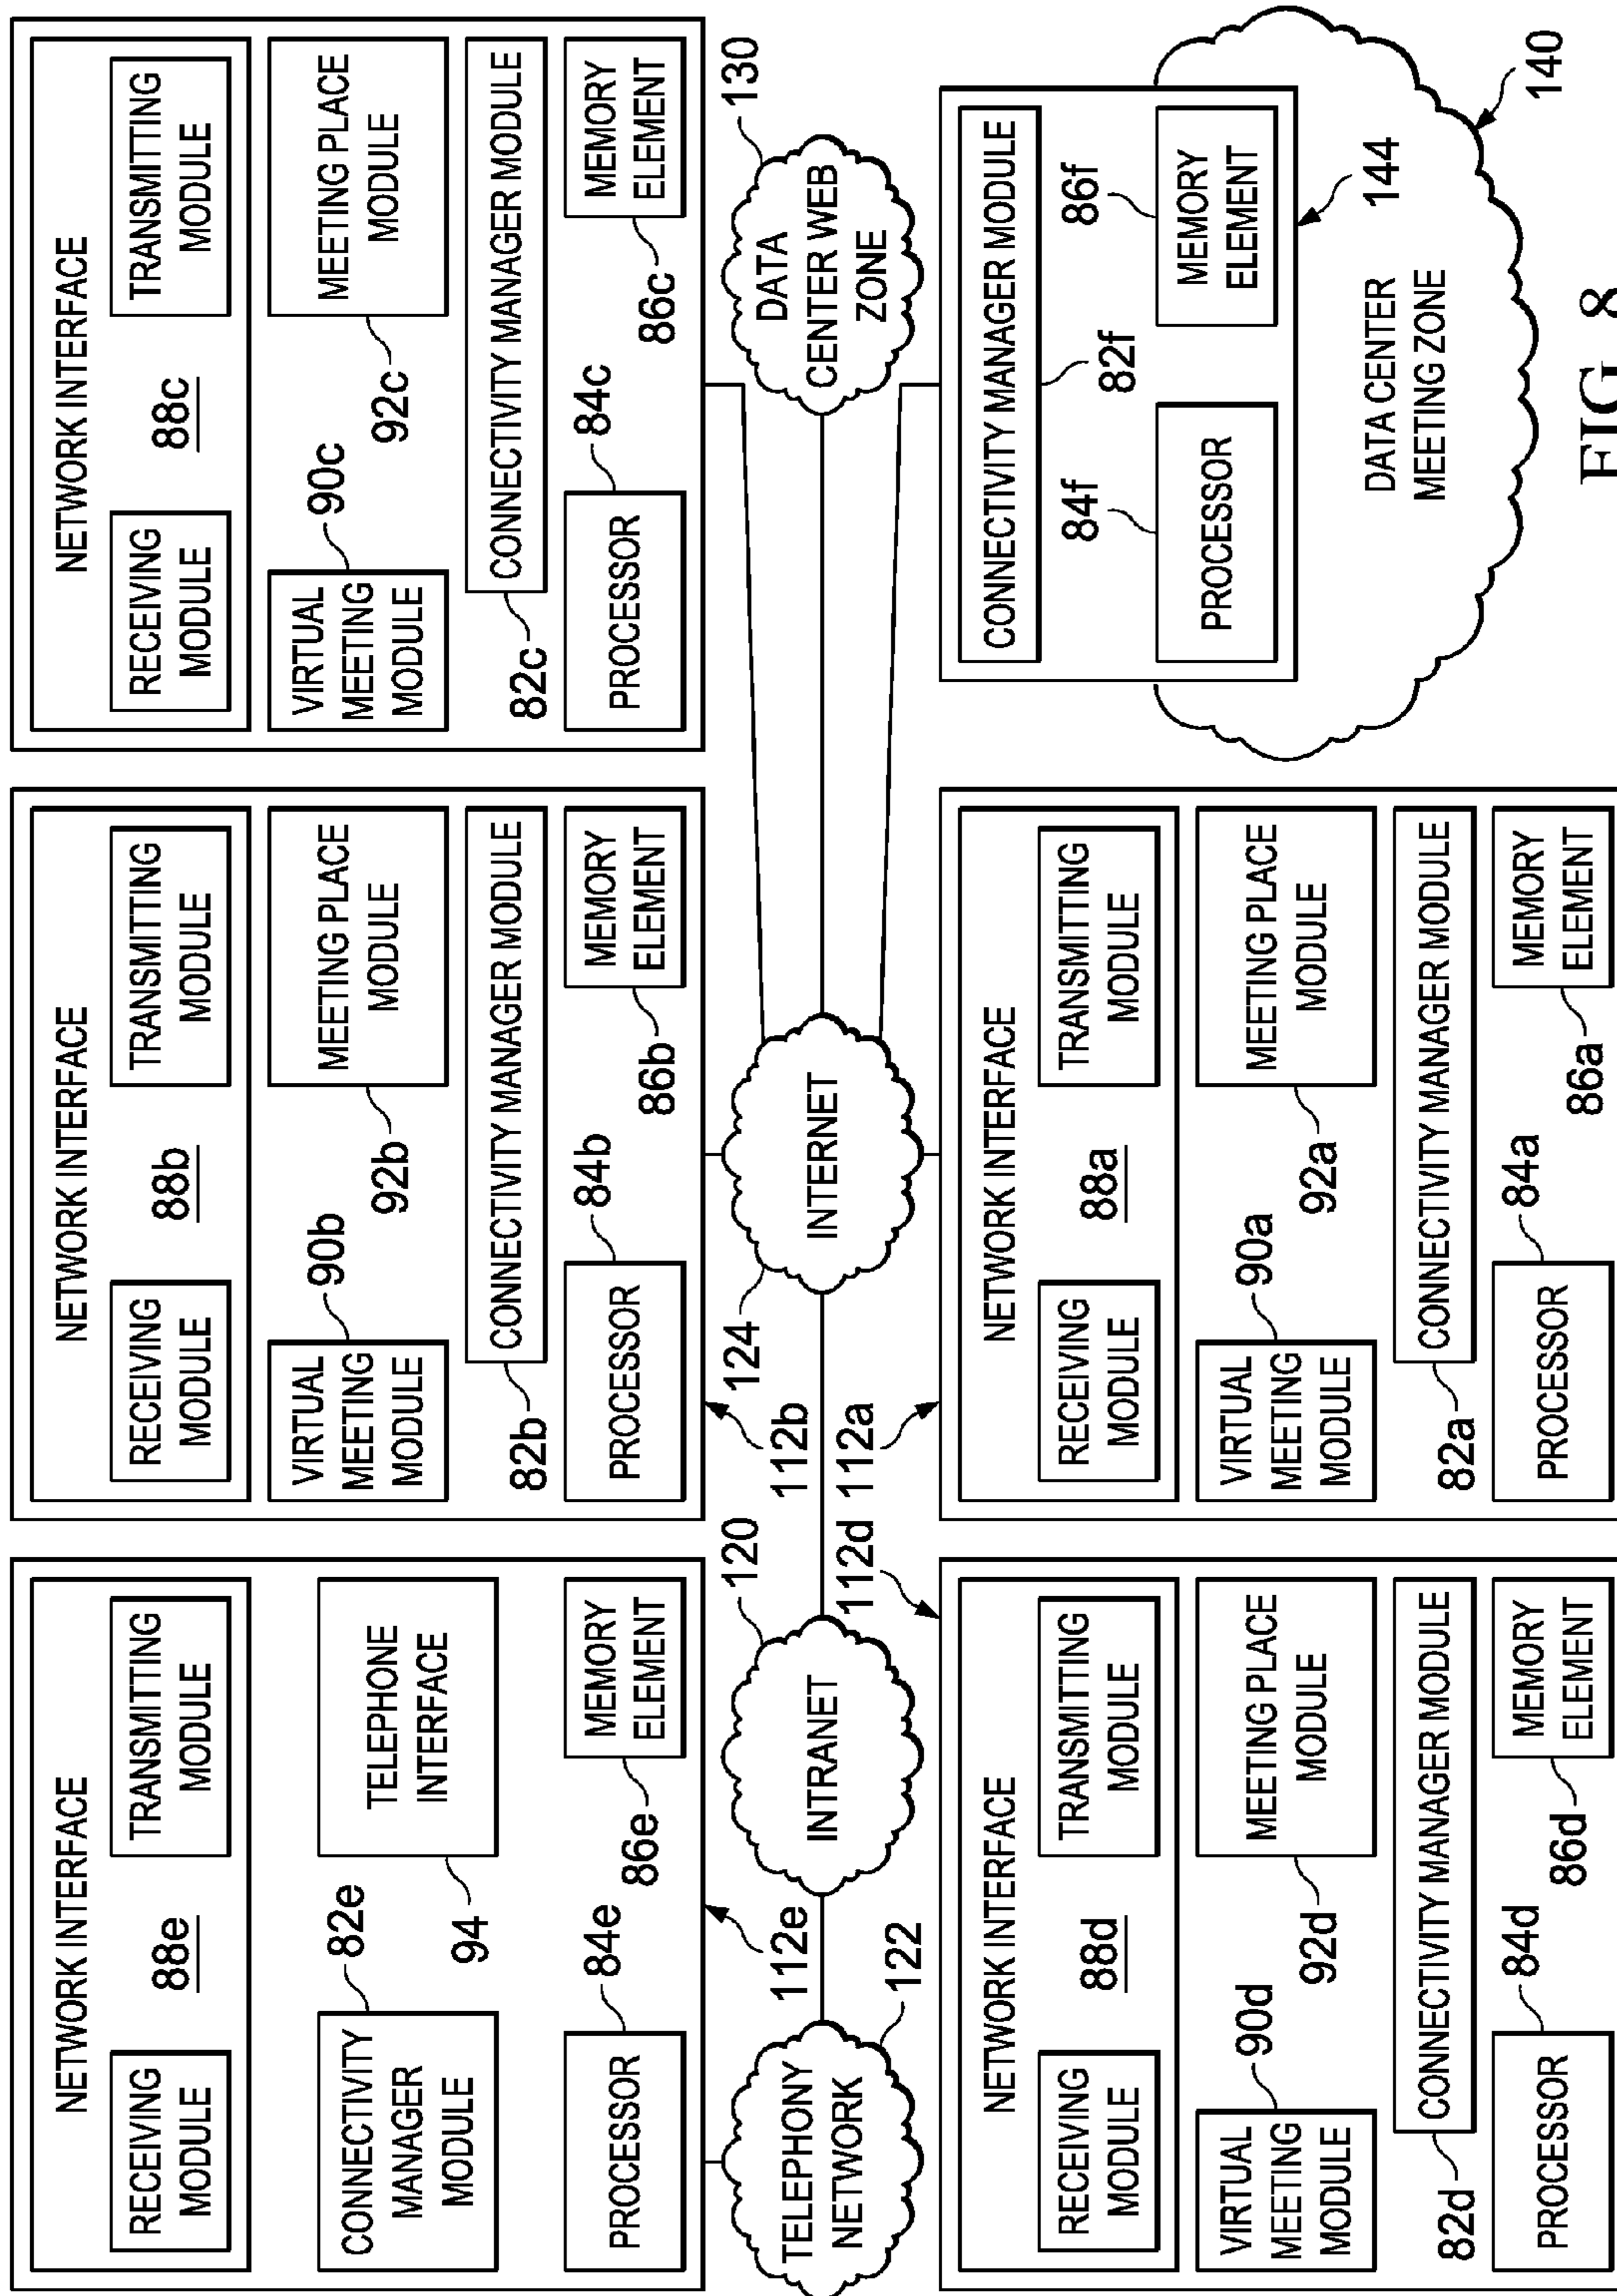 NETWORK INTERFACE
RECEIVING
MODULE
88e
TRANSMITTING
MODULE
CONNECTIVITY
MANAGER
MODULE
82e
94
TELEPHONE
INTERFACE
PROCESSOR
84e
86e
MEMORY
ELEMENT
112e
NETWORK INTERFACE
RECEIVING
MODULE
88b
TRANSMITTING
MODULE
VIRTUAL
MEETING
MODULE
90b
92b
MEETING PLACE
MODULE
82b
CONNECTIVITY MANAGER MODULE
PROCESSOR
84b
86b
MEMORY
ELEMENT
112b
NETWORK INTERFACE
RECEIVING
MODULE
88c
TRANSMITTING
MODULE
VIRTUAL
MEETING
MODULE
90c
92c
MEETING PLACE
MODULE
82c
CONNECTIVITY MANAGER MODULE
PROCESSOR
84c
86c
MEMORY
ELEMENT
TELEPHONY
NETWORK
122
INTRANET
120
INTERNET
124
DATA
CENTER WEB
ZONE
130
112d
NETWORK INTERFACE
RECEIVING
MODULE
88d
TRANSMITTING
MODULE
VIRTUAL
MEETING
MODULE
90d
92d
MEETING PLACE
MODULE
82d
CONNECTIVITY MANAGER MODULE
PROCESSOR
84d
86d
MEMORY
ELEMENT
112a
NETWORK INTERFACE
RECEIVING
MODULE
88a
TRANSMITTING
MODULE
VIRTUAL
MEETING
MODULE
90a
92a
MEETING PLACE
MODULE
82a
CONNECTIVITY MANAGER MODULE
PROCESSOR
84a
86a
MEMORY
ELEMENT
CONNECTIVITY MANAGER MODULE
82f
84f
86f
PROCESSOR
MEMORY
ELEMENT
144
DATA CENTER
MEETING ZONE
140
FIG. 8